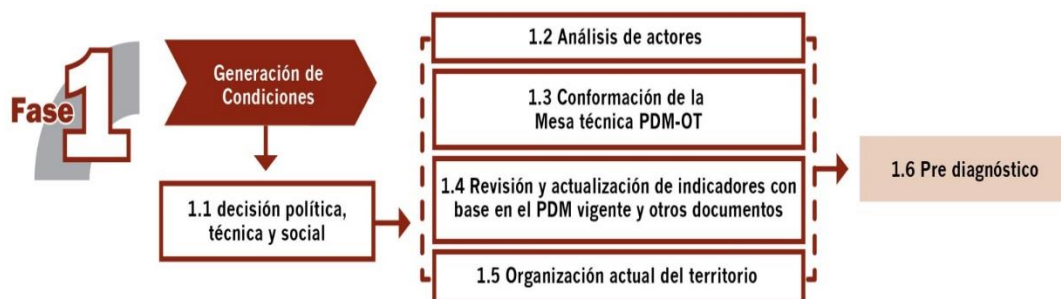 Fase 1
Generación de
Condiciones
1.1 decisión política,
técnica y social
1.2 Análisis de actores
1.3 Conformación de la
Mesa técnica PDM-OT
1.4 Revisión y actualización de indicadores con
base en el PDM vigente y otros documentos
1.5 Organización actual del territorio
1.6 Pre diagnóstico